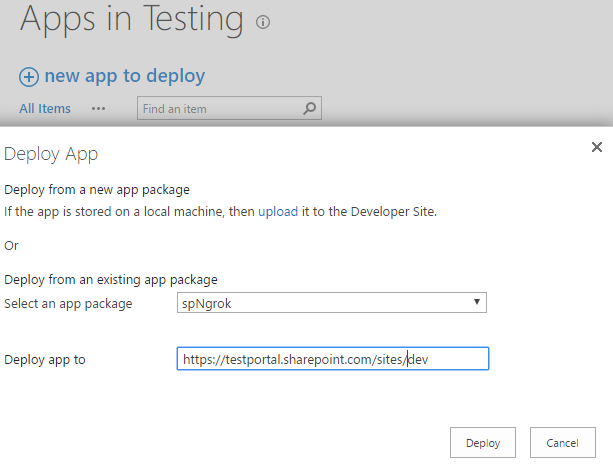 Apps in Testing
new app to deploy
All Items ••• Find an item
Deploy App
Deploy from a new app package
If the app is stored on a local machine, then upload it to the Developer Site.
Or
Deploy from an existing app package
Select an app package spNgrok
Deploy app to https://testportal.sharepoint.com/sites/dev
Deploy Cancel